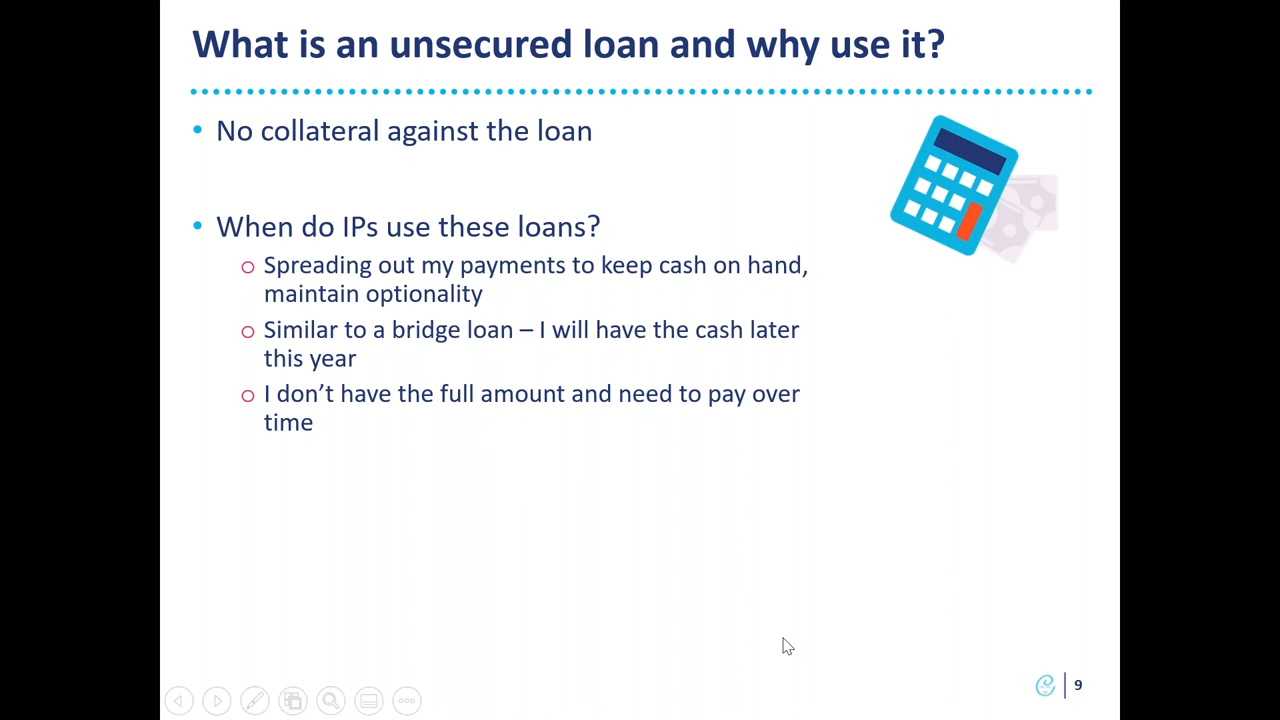 What is an unsecured loan and why use it?
• No collateral against the loan
• When do IPs use these loans?
o Spreading out my payments to keep cash on hand,
maintain optionality
o Similar to a bridge loan – I will have the cash later
this year
o I don’t have the full amount and need to pay over
time
9